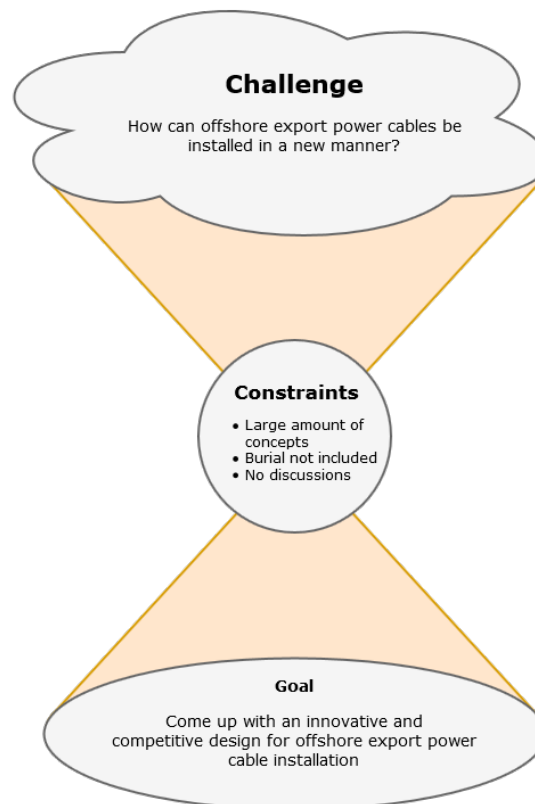 Challenge
How can offshore export power cables be
installed in a new manner?
Constraints
• Large amount of
concepts
• Burial not included
• No discussions
Goal
Come up with an innovative and
competitive design for offshore export power
cable installation